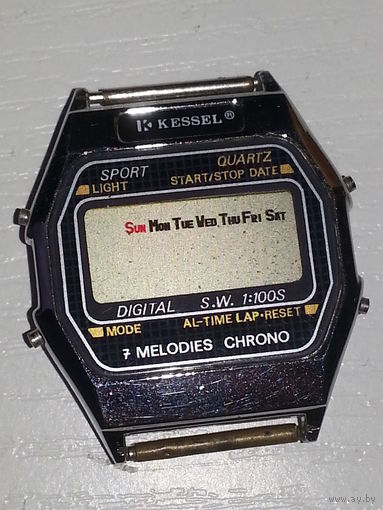 K KESSEL®
SPORT QUARTZ
LIGHT START/STOP DATE
SUN MON TUE WED THU FRI SAT
DIGITAL S.W. 1:100S
MODE AL-TIME LAP•RESET
7 MELODIES CHRONO
www.ay.by